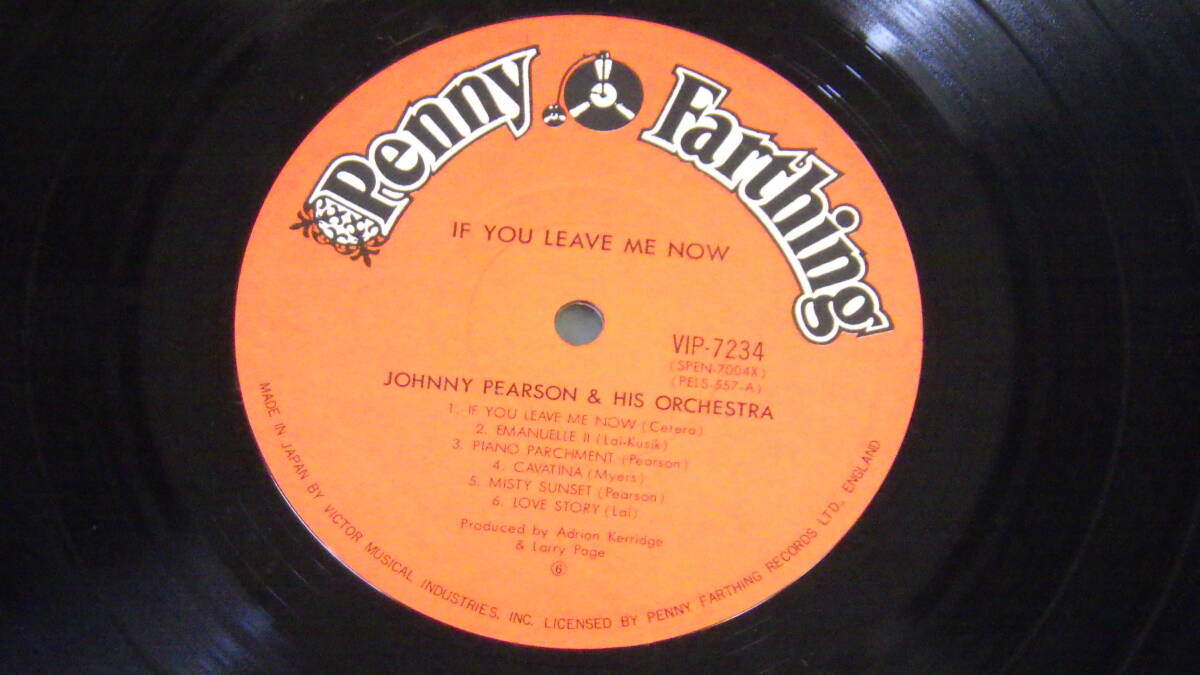 Penny Farthing
IF YOU LEAVE ME NOW
VIP-7234
(SPEN-7004X)
(PELS-557-A)
JOHNNY PEARSON & HIS ORCHESTRA
1. IF YOU LEAVE ME NOW (Cetera)
2. EMANUELLE II (Lai-Kusik)
3. PIANO PARCHMENT (Pearson)
4. CAVATINA (Myers)
5. MISTY SUNSET (Pearson)
6. LOVE STORY (Lai)
Produced by Adrian Kerridge
& Larry Page
6
MADE IN JAPAN BY VICTOR MUSICAL INDUSTRIES, INC. LICENSED BY PENNY FARTHING RECORDS LTD., ENGLAND